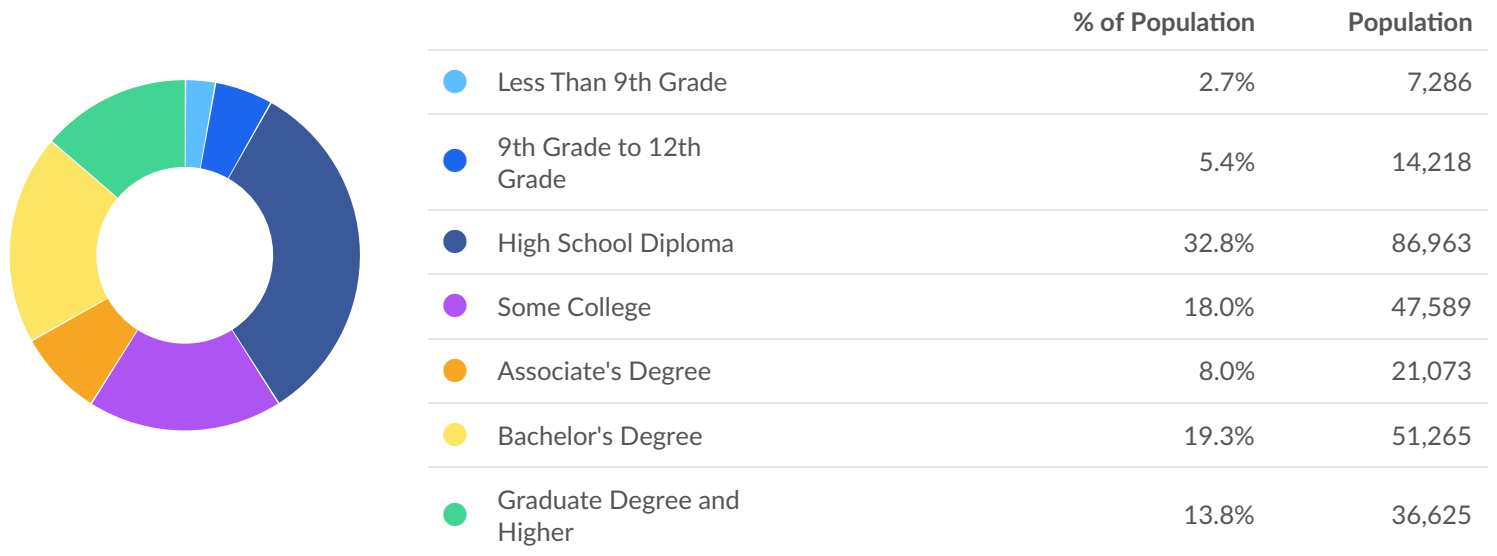 % of Population Population
Less Than 9th Grade 2.7% 7,286
9th Grade to 12th
Grade 5.4% 14,218
High School Diploma 32.8% 86,963
Some College 18.0% 47,589
Associate's Degree 8.0% 21,073
Bachelor's Degree 19.3% 51,265
Graduate Degree and
Higher 13.8% 36,625